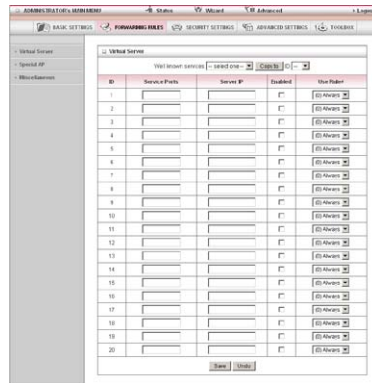 ADMINISTRATOR's MAIN MENU Status Wizard Advanced Logout
BASIC SETTINGS FORWARDING RULES SECURITY SETTINGS ADVANCED SETTINGS TOOLBOX
Virtual Server
Special AP
Miscellaneous
Virtual Server
Well known services -- select one -- Copy to ID --
ID Service Ports Server IP Enabled Use Rule#
1 (0) Always
2 (0) Always
3 (0) Always
4 (0) Always
5 (0) Always
6 (0) Always
7 (0) Always
8 (0) Always
9 (0) Always
10 (0) Always
11 (0) Always
12 (0) Always
13 (0) Always
14 (0) Always
15 (0) Always
16 (0) Always
17 (0) Always
18 (0) Always
19 (0) Always
20 (0) Always
Save Undo